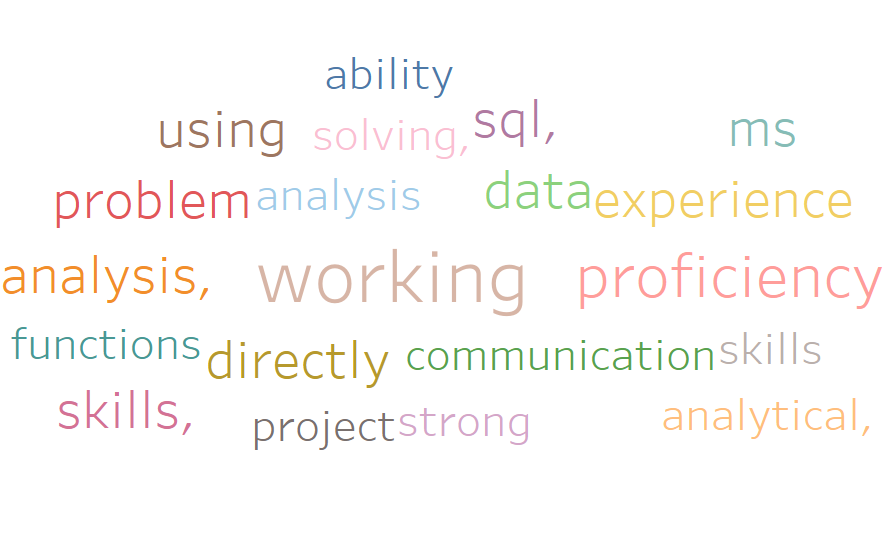 ability
using solving, sql, ms
problem analysis data experience
analysis, working proficiency
functions directly communication skills
skills, project strong analytical,